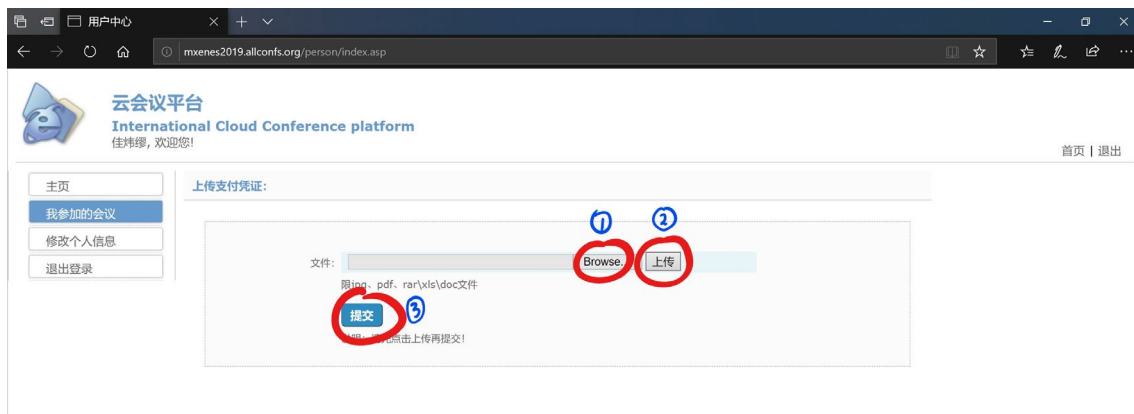 用户中心
mxenes2019.allconfs.org/person/index.asp
云会议平台
International Cloud Conference platform
佳炜缪, 欢迎您!
首页 | 退出
主页
上传支付凭证:
我参加的会议
修改个人信息
退出登录
① ②
文件: Browse... 上传
限jpg、pdf、rar\xls\doc文件
提交 ③
点击上传再提交!